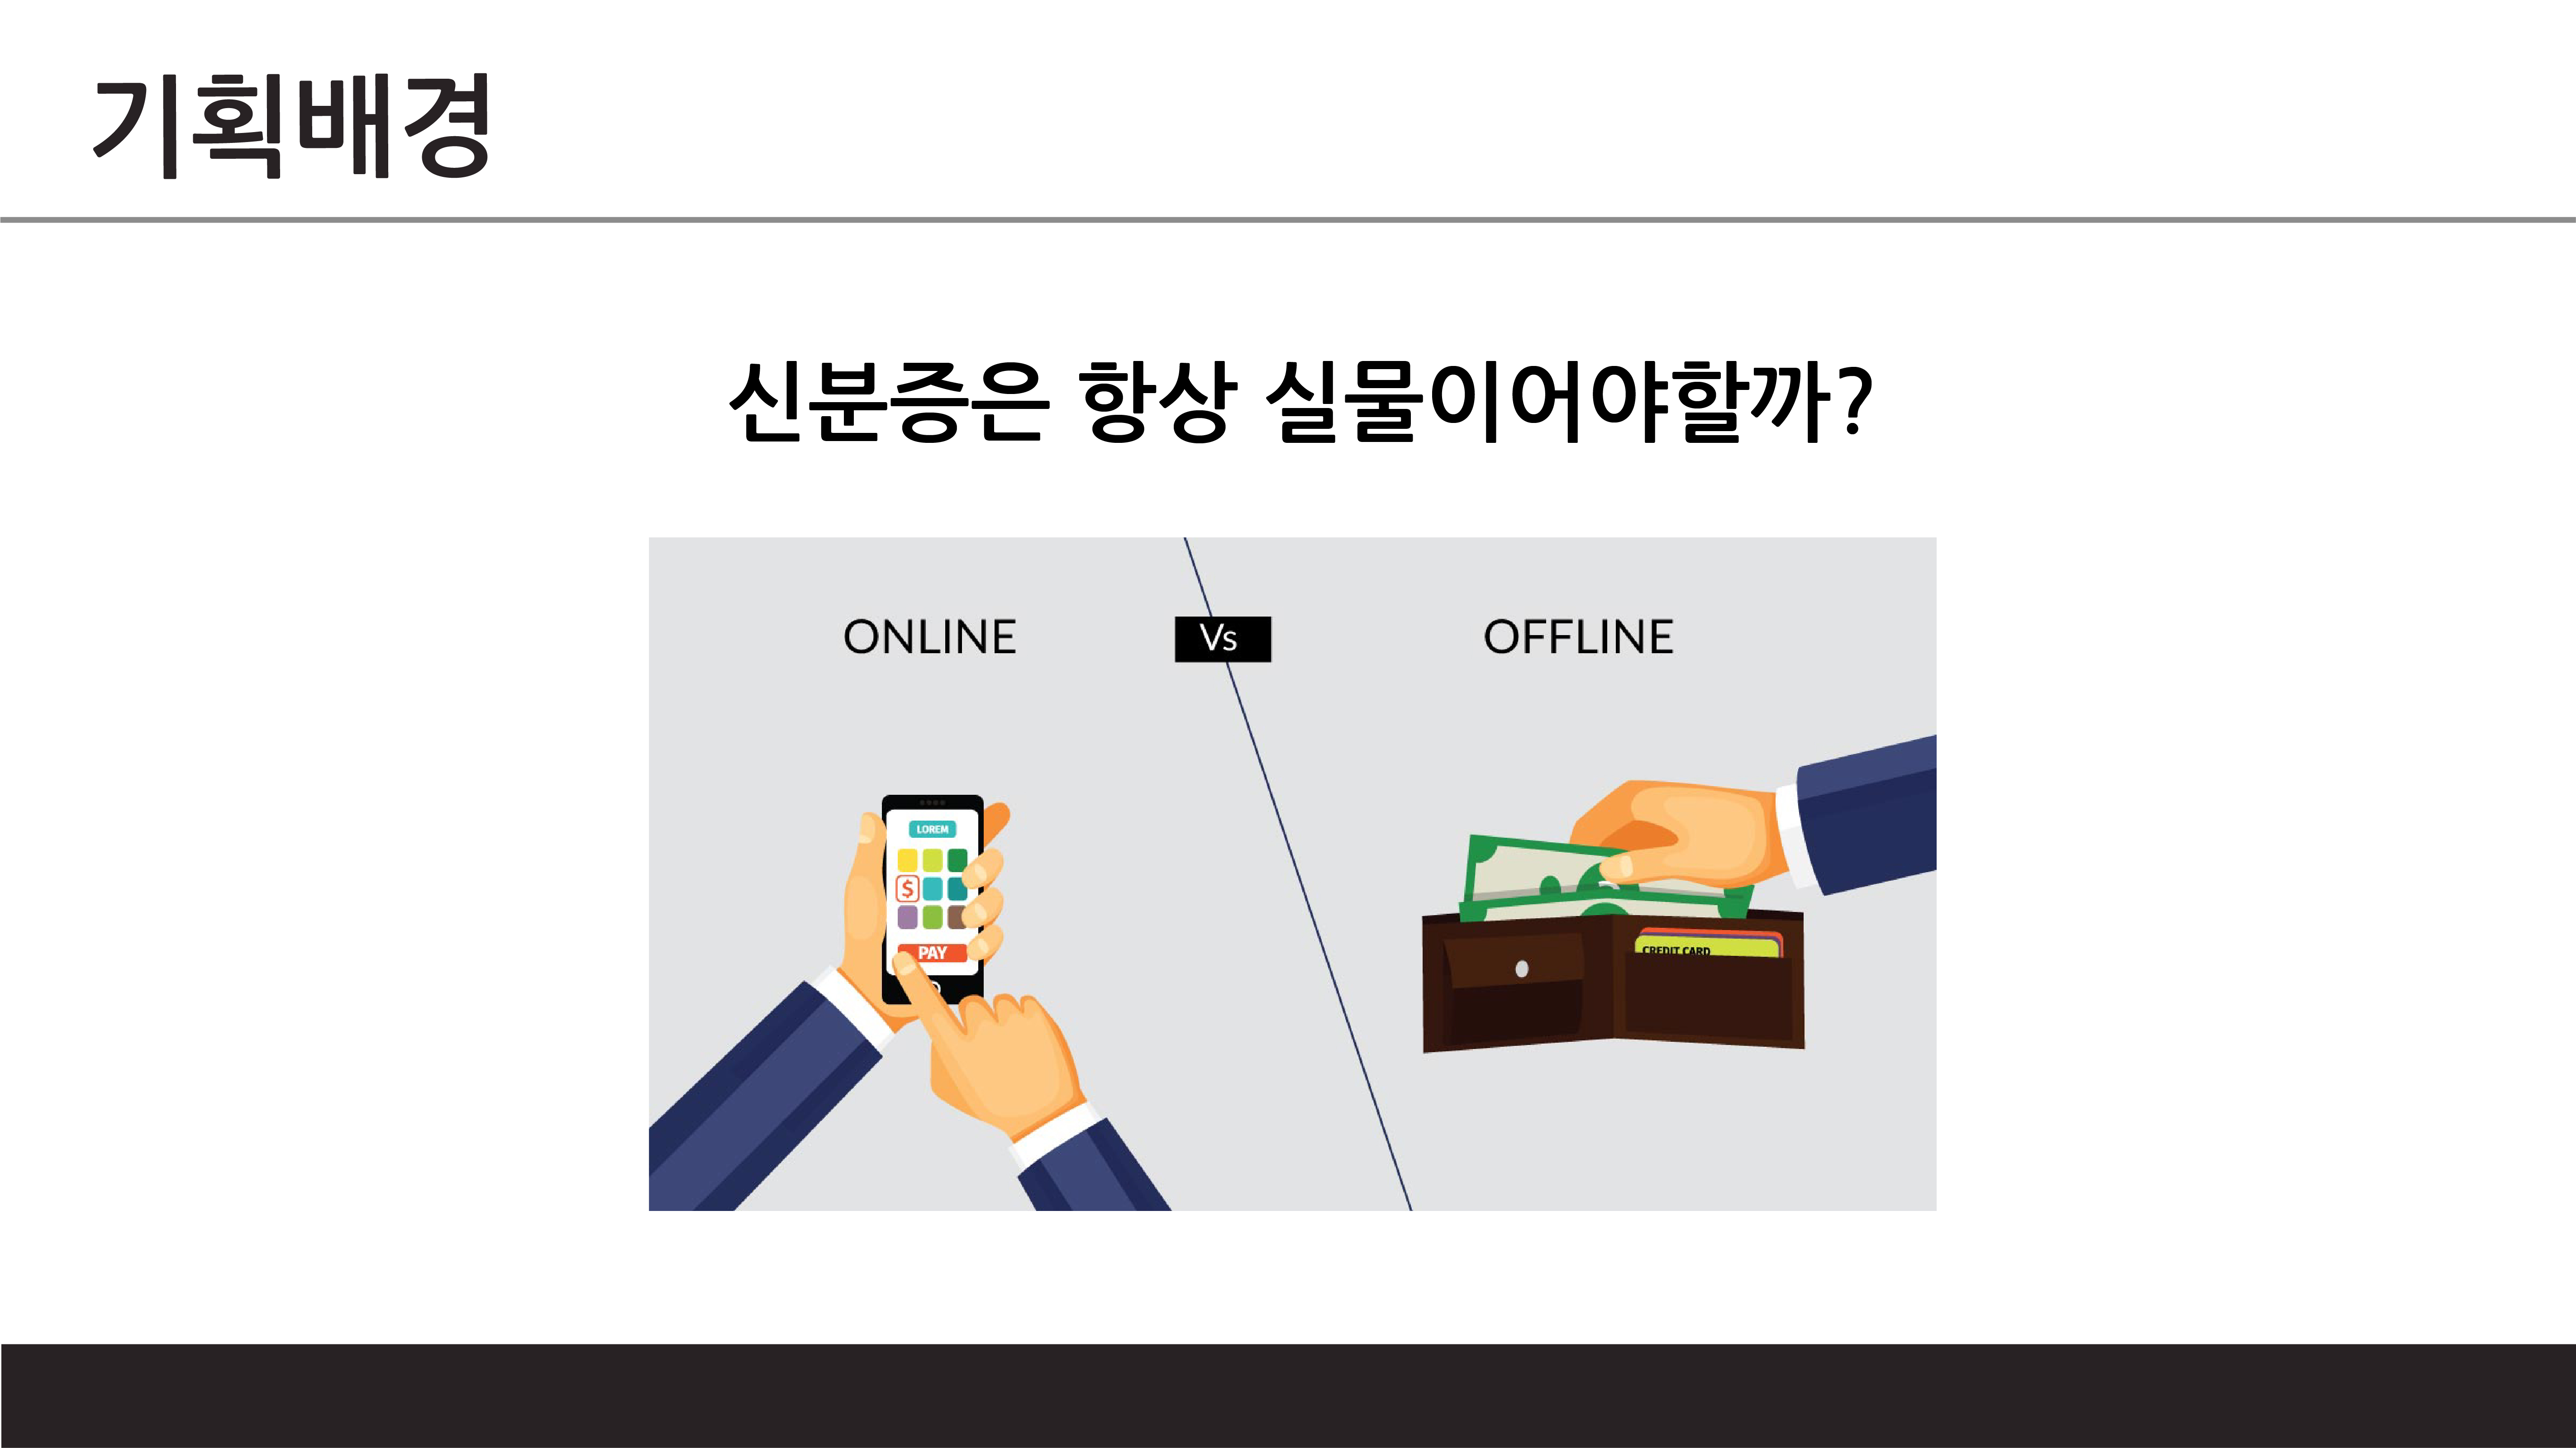 기획배경
신분증은 항상 실물이어야할까?
ONLINE
Vs
OFFLINE
LOREM
$
PAY
CREDIT CARD